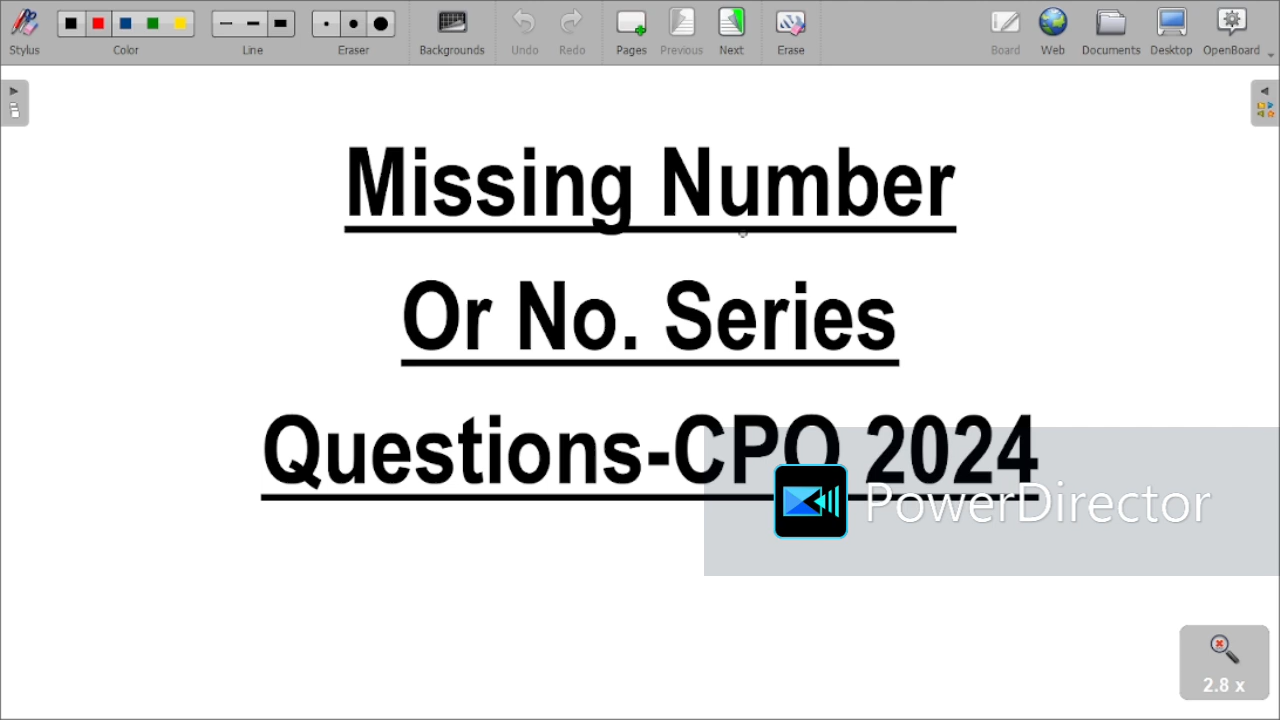 Stylus Color Line Eraser Backgrounds Undo Redo Pages Previous Next Erase Board Web Documents Desktop OpenBoard
Missing Number
Or No. Series
Questions-CPO 2024
PowerDirector
2.8 x